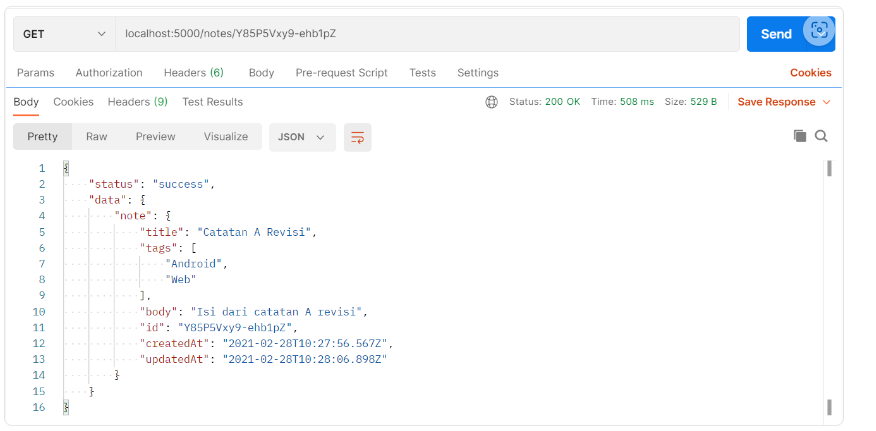 GET localhost:5000/notes/Y85P5Vxy9-ehb1pZ Send
Params Authorization Headers (6) Body Pre-request Script Tests Settings Cookies
Body Cookies Headers (9) Test Results Status: 200 OK Time: 508 ms Size: 529 B Save Response
Pretty Raw Preview Visualize JSON
1 {
2 "status": "success",
3 "data": {
4 "note": {
5 "title": "Catatan A Revisi",
6 "tags": [
7 "Android",
8 "Web"
9 ],
10 "body": "Isi dari catatan A revisi",
11 "id": "Y85P5Vxy9-ehb1pZ",
12 "createdAt": "2021-02-28T10:27:56.567Z",
13 "updatedAt": "2021-02-28T10:28:06.898Z"
14 }
15 }
16 }